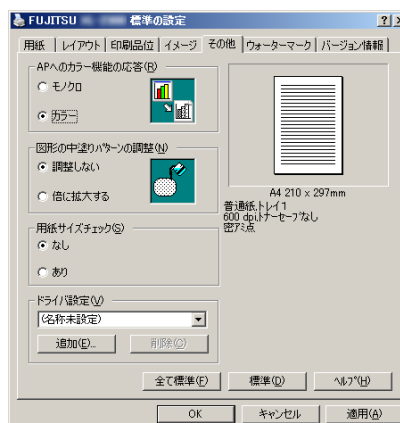 FUJITSU 標準の設定
用紙 レイアウト 印刷品位 イメージ その他 ウォーターマーク バージョン情報
APへのカラー機能の応答(R)
モノクロ
カラー
図形の中塗りパターンの調整(N)
調整しない
倍に拡大する
A4 210 x 297mm
普通紙,トレイ1
600 dpi,トナーセーブなし
密アミ点
用紙サイズチェック(S)
なし
あり
ドライバ設定(V)
(名称未設定)
追加(E)... 削除(C)
全て標準(F) 標準(D) ヘルプ(H)
OK キャンセル 適用(A)